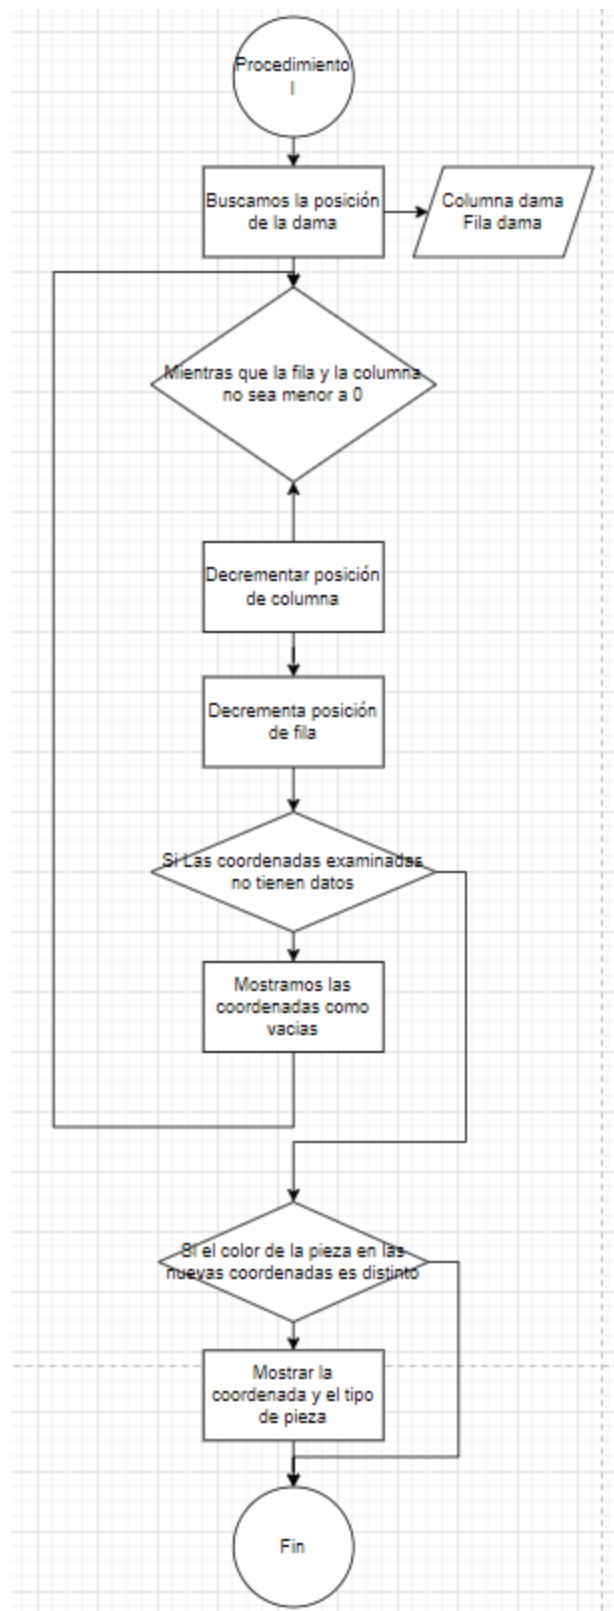 Procedimiento
I
Buscamos la posición
de la dama
Columna dama
Fila dama
Mientras que la fila y la columna
no sea menor a 0
Decrementar posición
de columna
Decrementa posición
de fila
Si Las coordenadas examinadas
no tienen datos
Mostramos las
coordenadas como
vacias
Si el color de la pieza en las
nuevas coordenadas es distinto
Mostrar la
coordenada y el tipo
de pieza
Fin